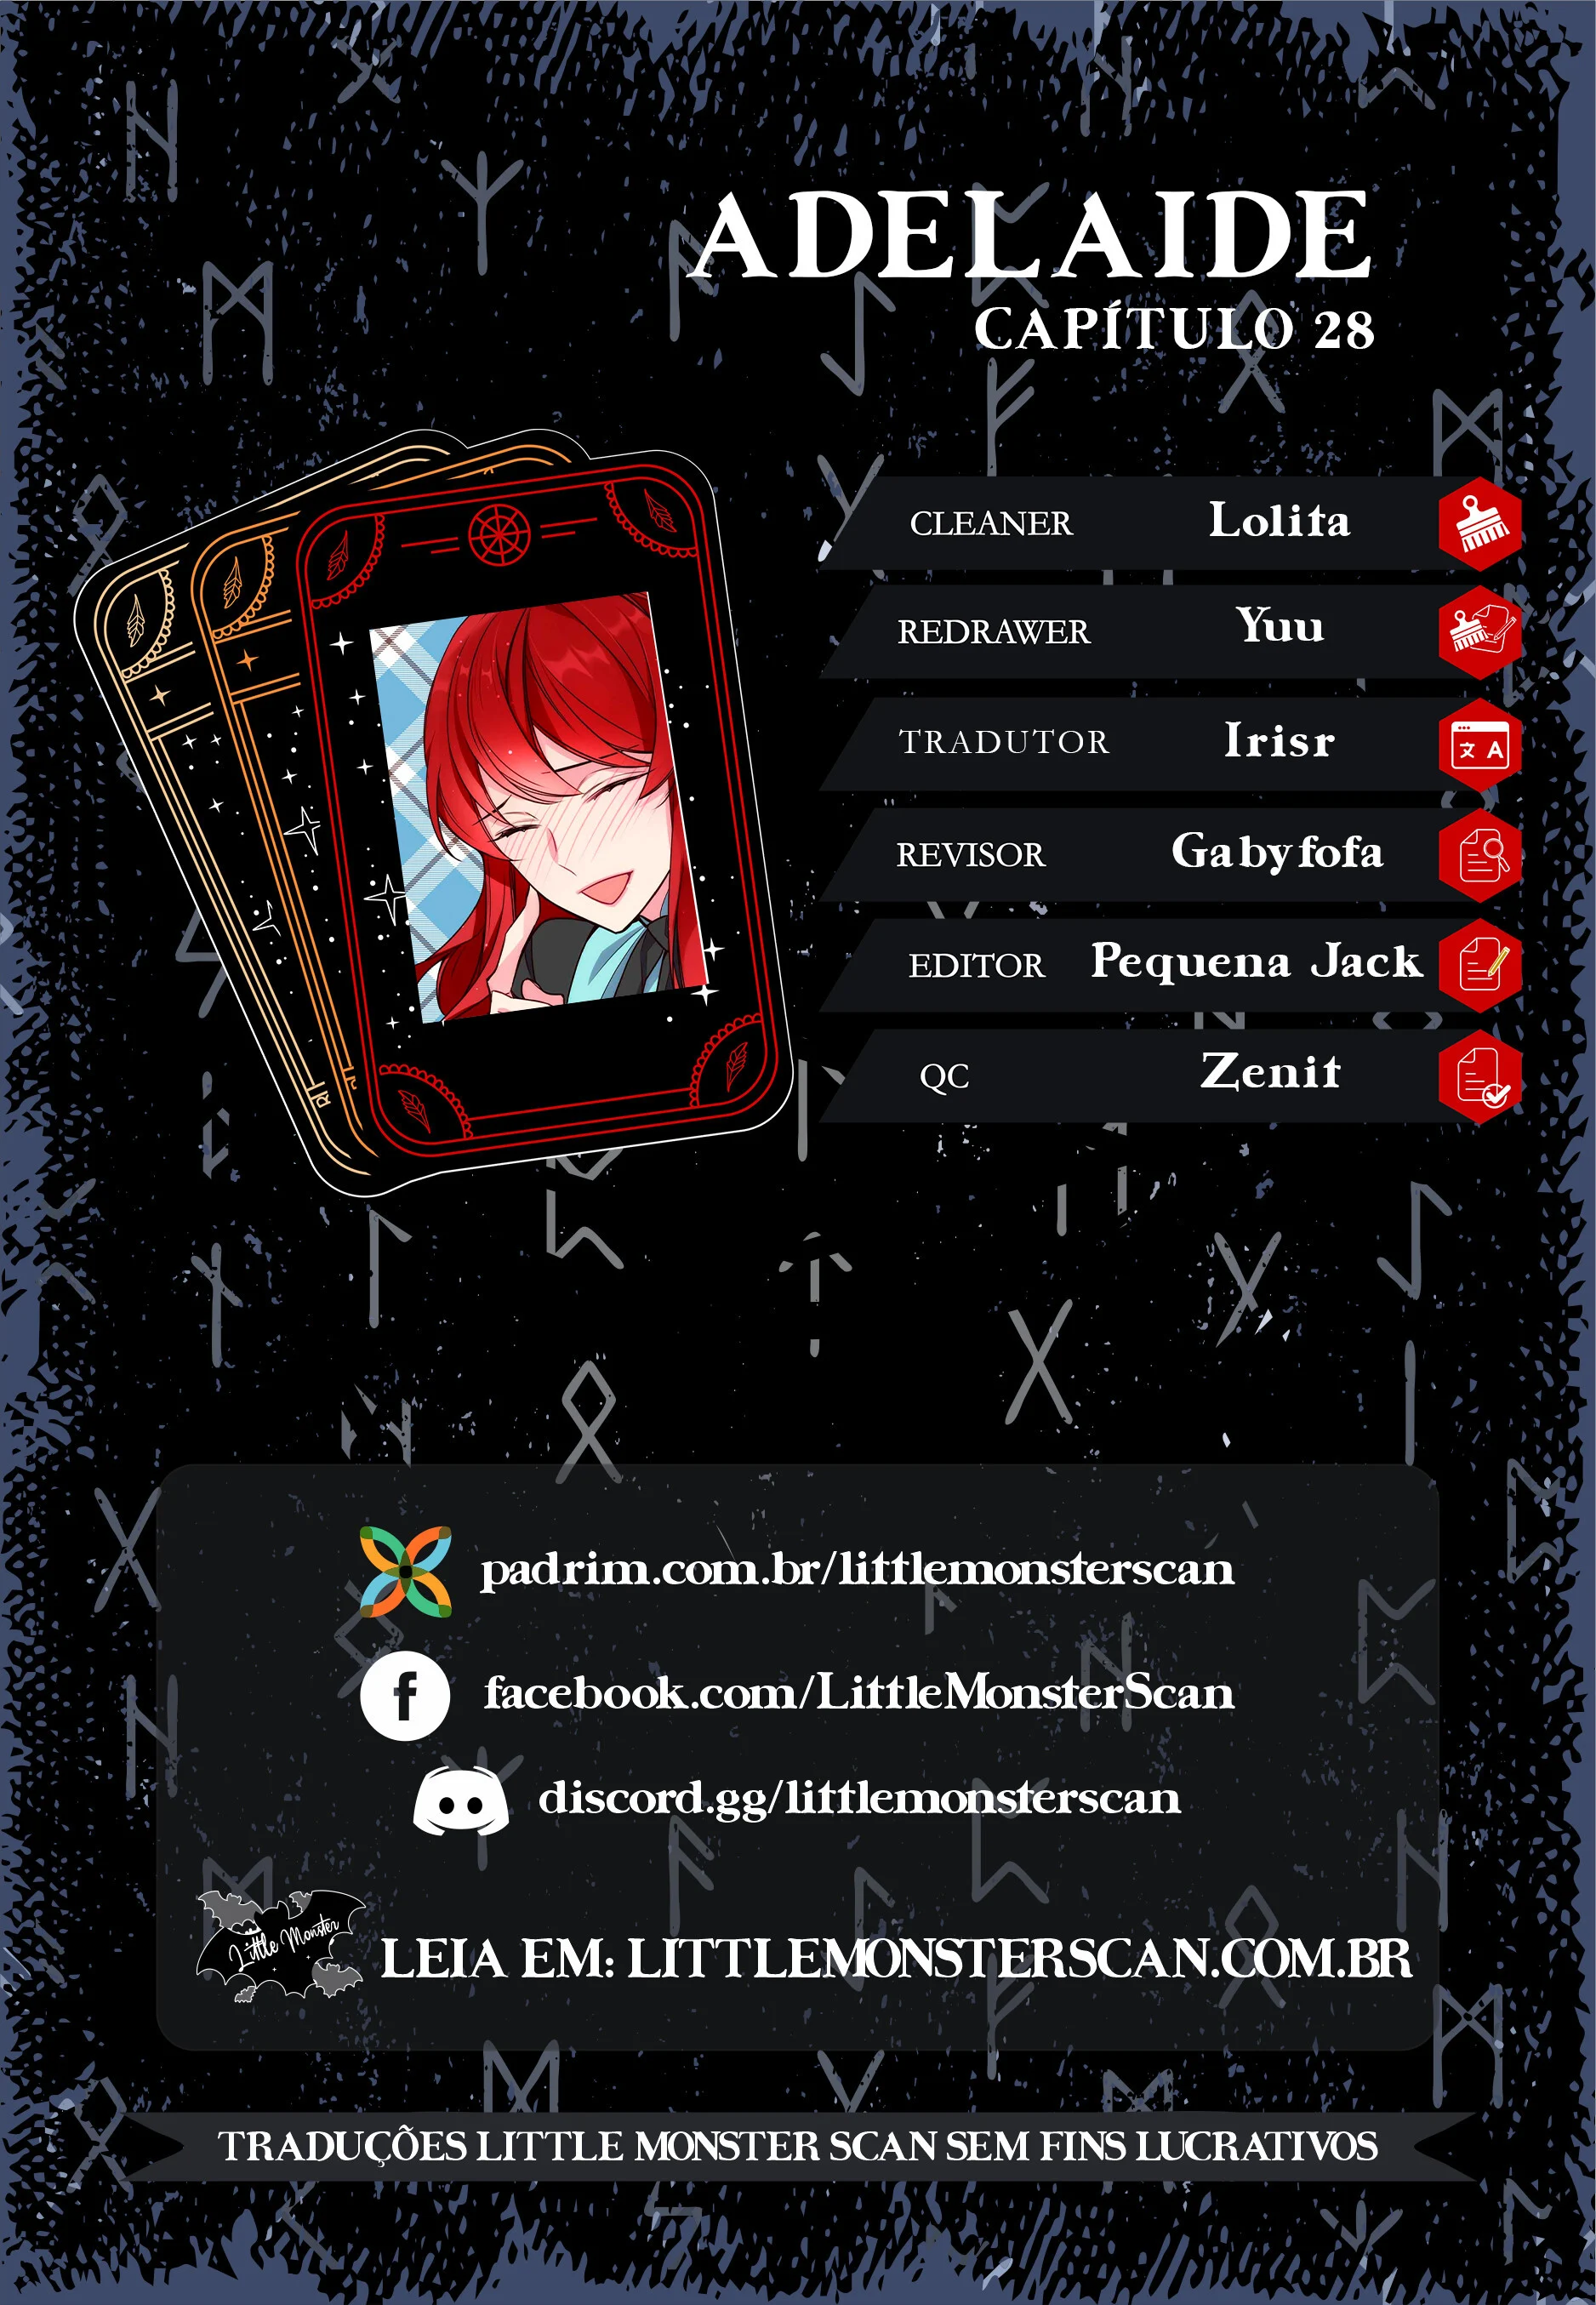 ADELAIDE
CAPÍTULO 28
CLEANER Lolita
REDRAWER Yuu
TRADUTOR Irisr
REVISOR Gabyfofa
EDITOR Pequena Jack
QC Zenit
padrim.com.br/littlemonsterscan
facebook.com/LittleMonsterScan
discord.gg/littlemonsterscan
Little Monster
LEIA EM: LITTLEMONSTERSCAN.COM.BR
TRADUÇÕES LITTLE MONSTER SCAN SEM FINS LUCRATIVOS